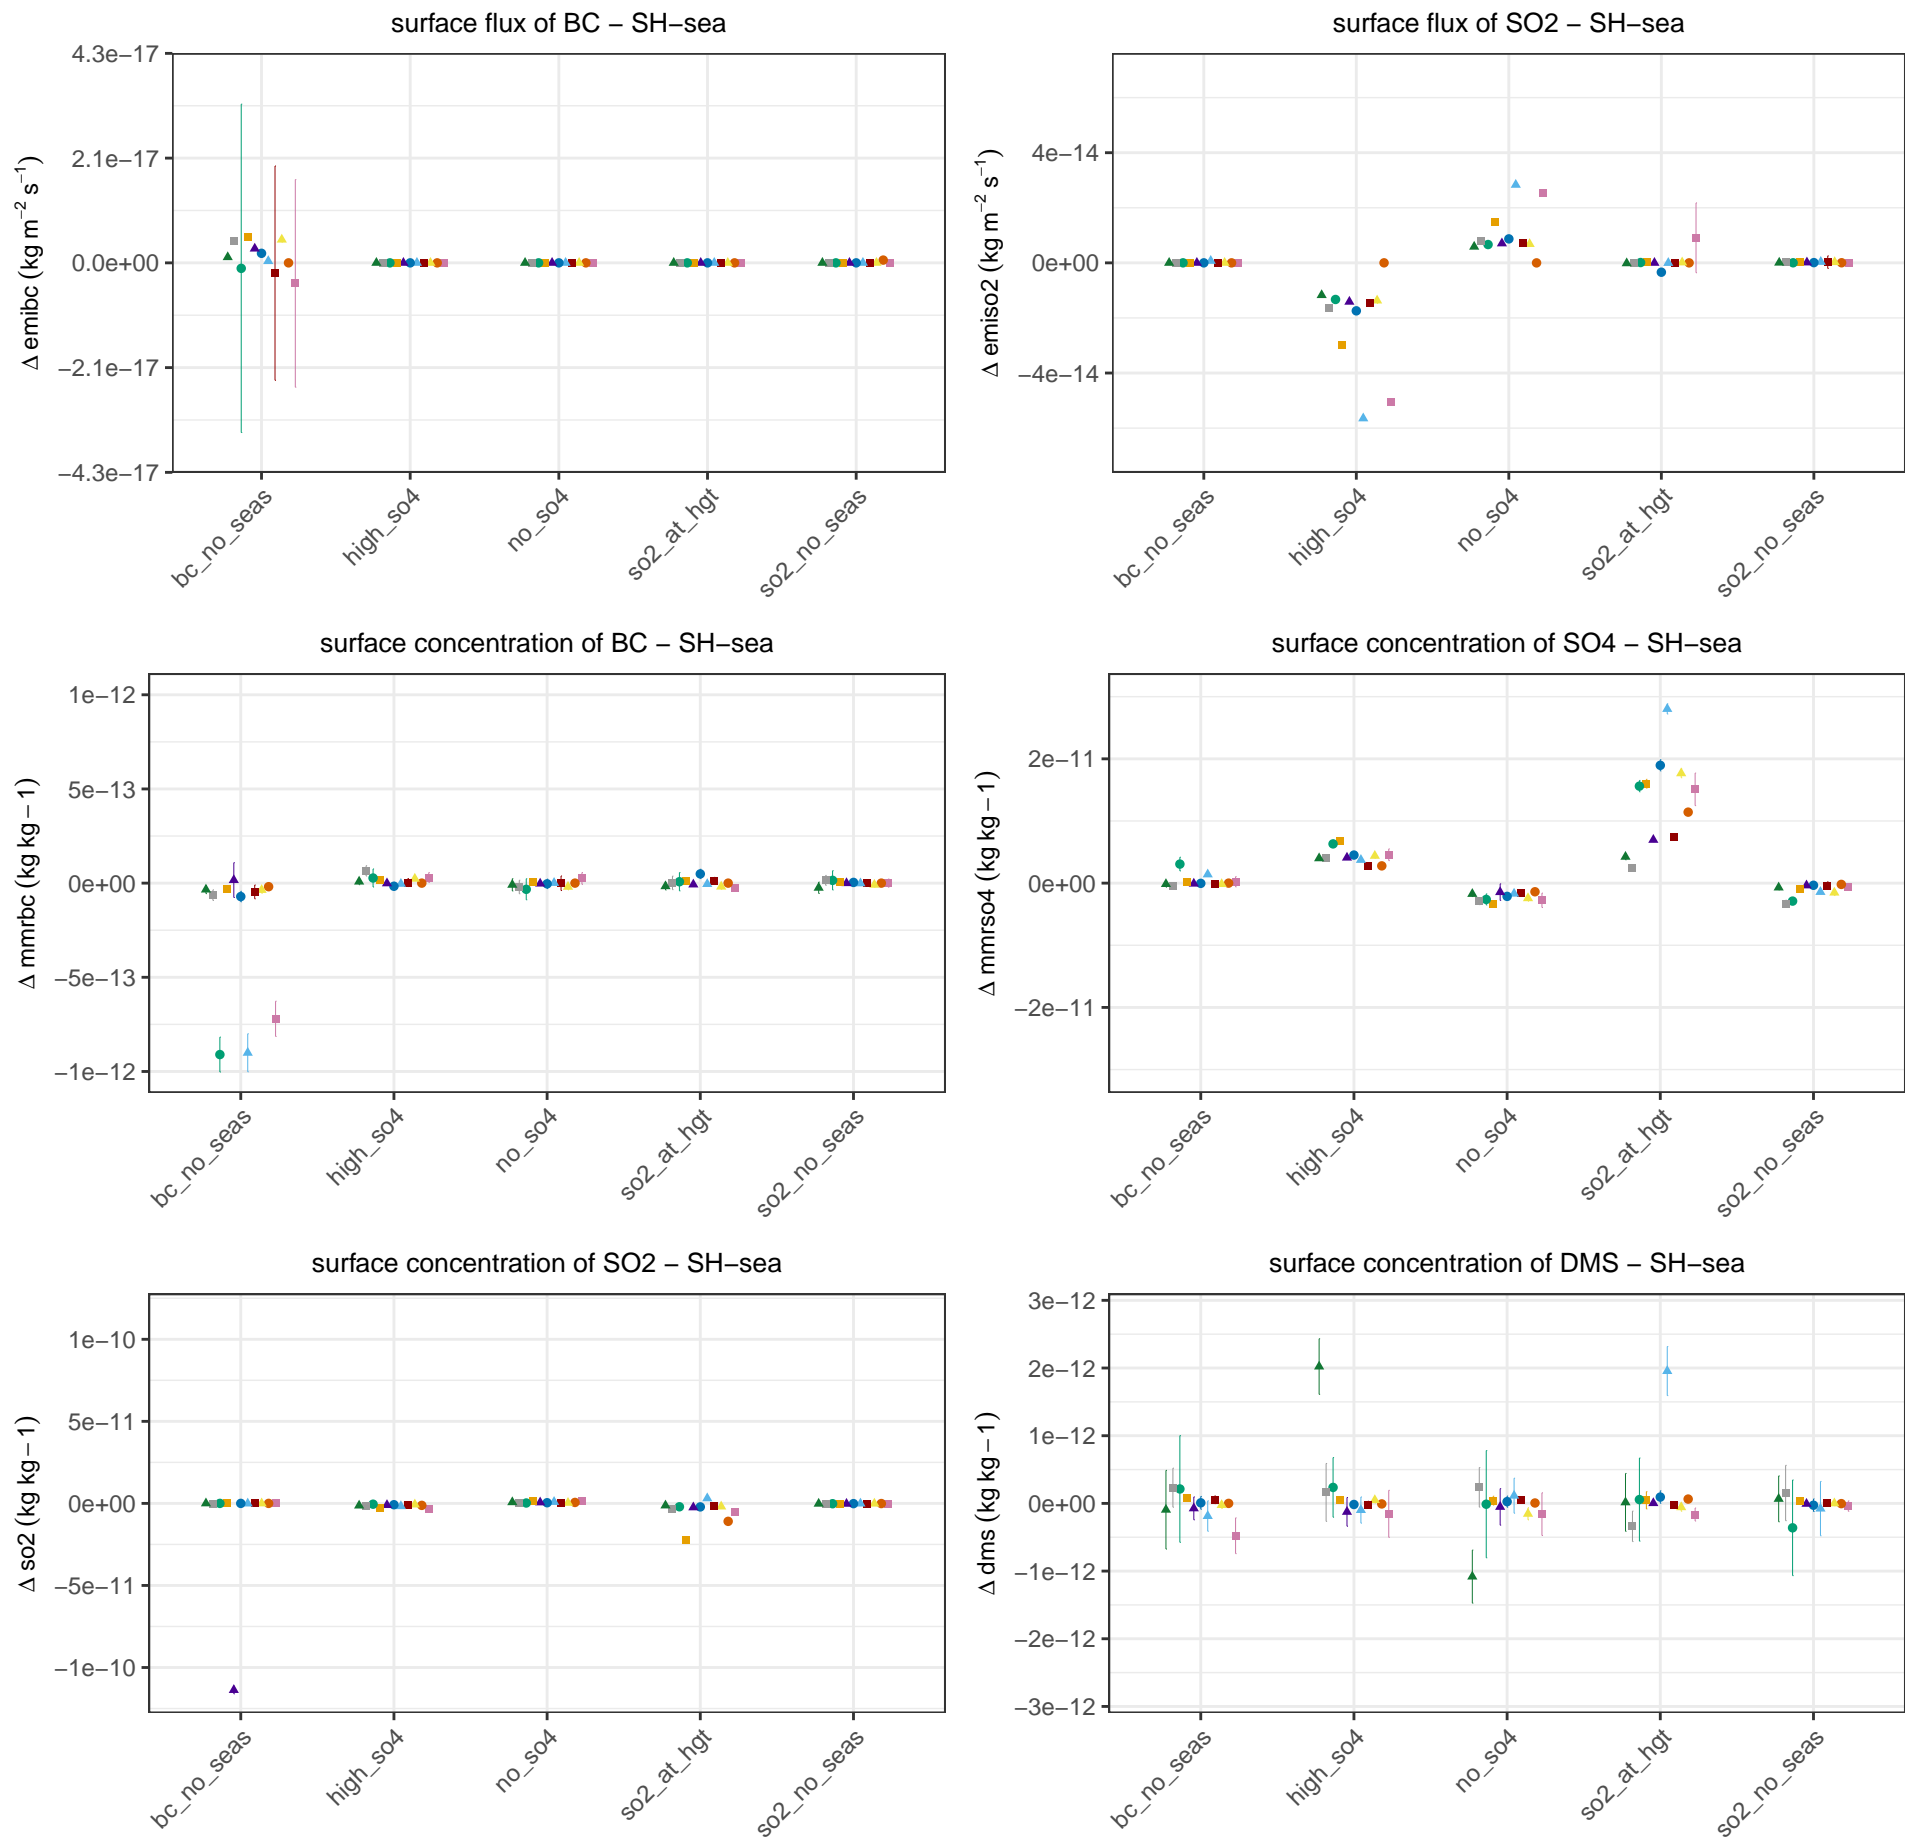 surface flux of BC − SH−sea
Δ emibc (kg m−2 s−1)
4.3e−17
2.1e−17
0.0e+00
−2.1e−17
−4.3e−17
bc_no_seas
high_so4
no_so4
so2_at_hgt
so2_no_seas
surface flux of SO2 − SH−sea
Δ emiso2 (kg m−2 s−1)
4e−14
0e+00
−4e−14
bc_no_seas
high_so4
no_so4
so2_at_hgt
so2_no_seas
surface concentration of BC − SH−sea
Δ mmrbc (kg kg−1)
1e−12
5e−13
0e+00
−5e−13
−1e−12
bc_no_seas
high_so4
no_so4
so2_at_hgt
so2_no_seas
surface concentration of SO4 − SH−sea
Δ mmrso4 (kg kg−1)
2e−11
0e+00
−2e−11
bc_no_seas
high_so4
no_so4
so2_at_hgt
so2_no_seas
surface concentration of SO2 − SH−sea
Δ so2 (kg kg−1)
1e−10
5e−11
0e+00
−5e−11
−1e−10
bc_no_seas
high_so4
no_so4
so2_at_hgt
so2_no_seas
surface concentration of DMS − SH−sea
Δ dms (kg kg−1)
3e−12
2e−12
1e−12
0e+00
−1e−12
−2e−12
−3e−12
bc_no_seas
high_so4
no_so4
so2_at_hgt
so2_no_seas